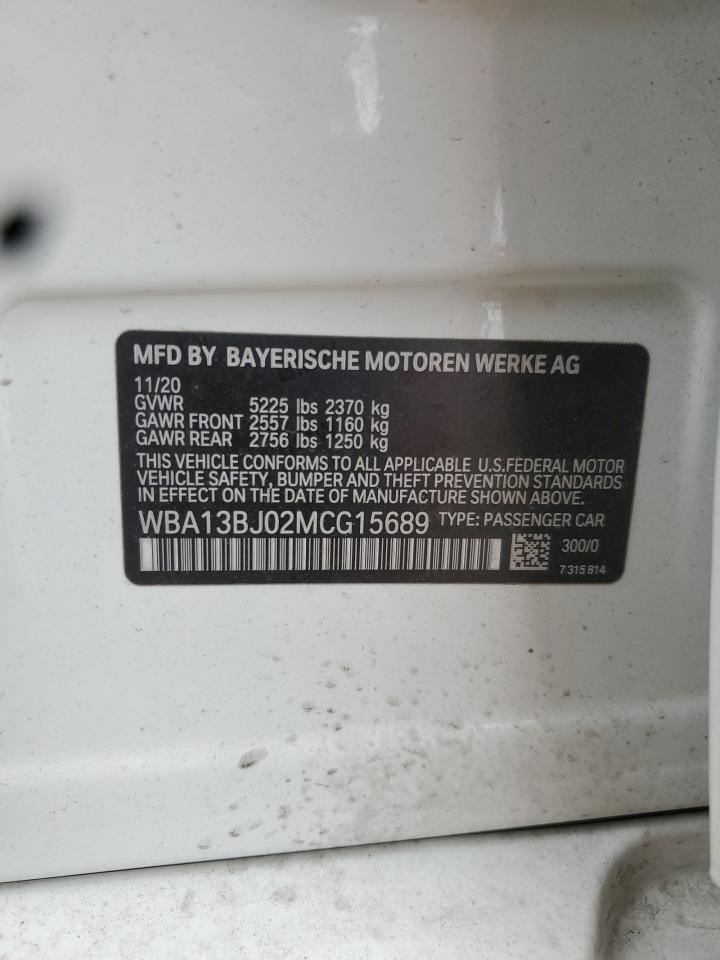 MFD BY BAYERISCHE MOTOREN WERKE AG
11/20
GVWR 5225 lbs 2370 kg
GAWR FRONT 2557 lbs 1160 kg
GAWR REAR 2756 lbs 1250 kg
THIS VEHICLE CONFORMS TO ALL APPLICABLE U.S.FEDERAL MOTOR
VEHICLE SAFETY, BUMPER AND THEFT PREVENTION STANDARDS
IN EFFECT ON THE DATE OF MANUFACTURE SHOWN ABOVE.
WBA13BJ02MCG15689 TYPE: PASSENGER CAR
300/0
7 315 814